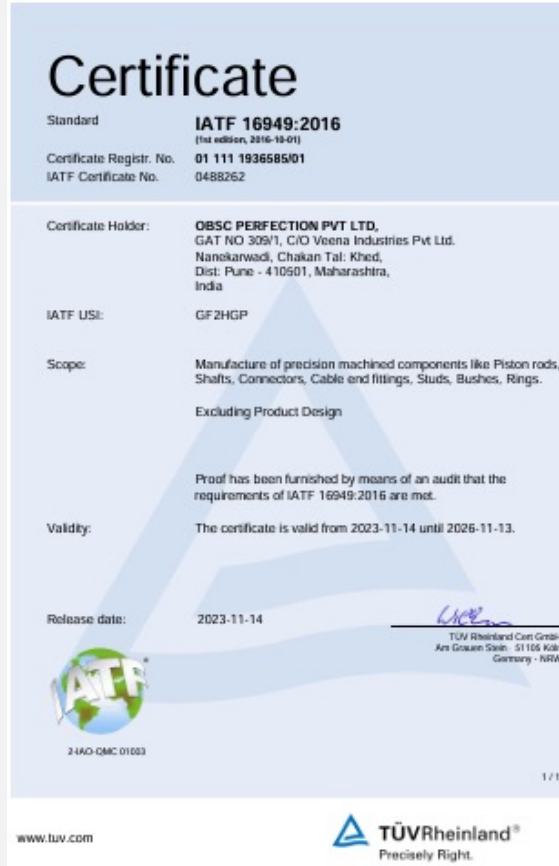 Certificate
Standard IATF 16949:2016
(1st edition, 2016-10-01)
Certificate Registr. No. 01 111 1936585/01
IATF Certificate No. 0488262
Certificate Holder: OBSC PERFECTION PVT LTD,
GAT NO 309/1, C/O Veena Industries Pvt Ltd.
Nanekarwadi, Chakan Tal: Khed,
Dist: Pune - 410501, Maharashtra,
India
IATF USI: GF2HGP
Scope: Manufacture of precision machined components like Piston rods,
Shafts, Connectors, Cable end fittings, Studs, Bushes, Rings.
Excluding Product Design
Proof has been furnished by means of an audit that the
requirements of IATF 16949:2016 are met.
Validity: The certificate is valid from 2023-11-14 until 2026-11-13.
Release date: 2023-11-14
TÜV Rheinland Cert GmbH
Am Grauen Stein · 51105 Köln
Germany - NRW
IATF
2-IAO-QMC 01003
1 / 1
www.tuv.com
TÜVRheinland®
Precisely Right.